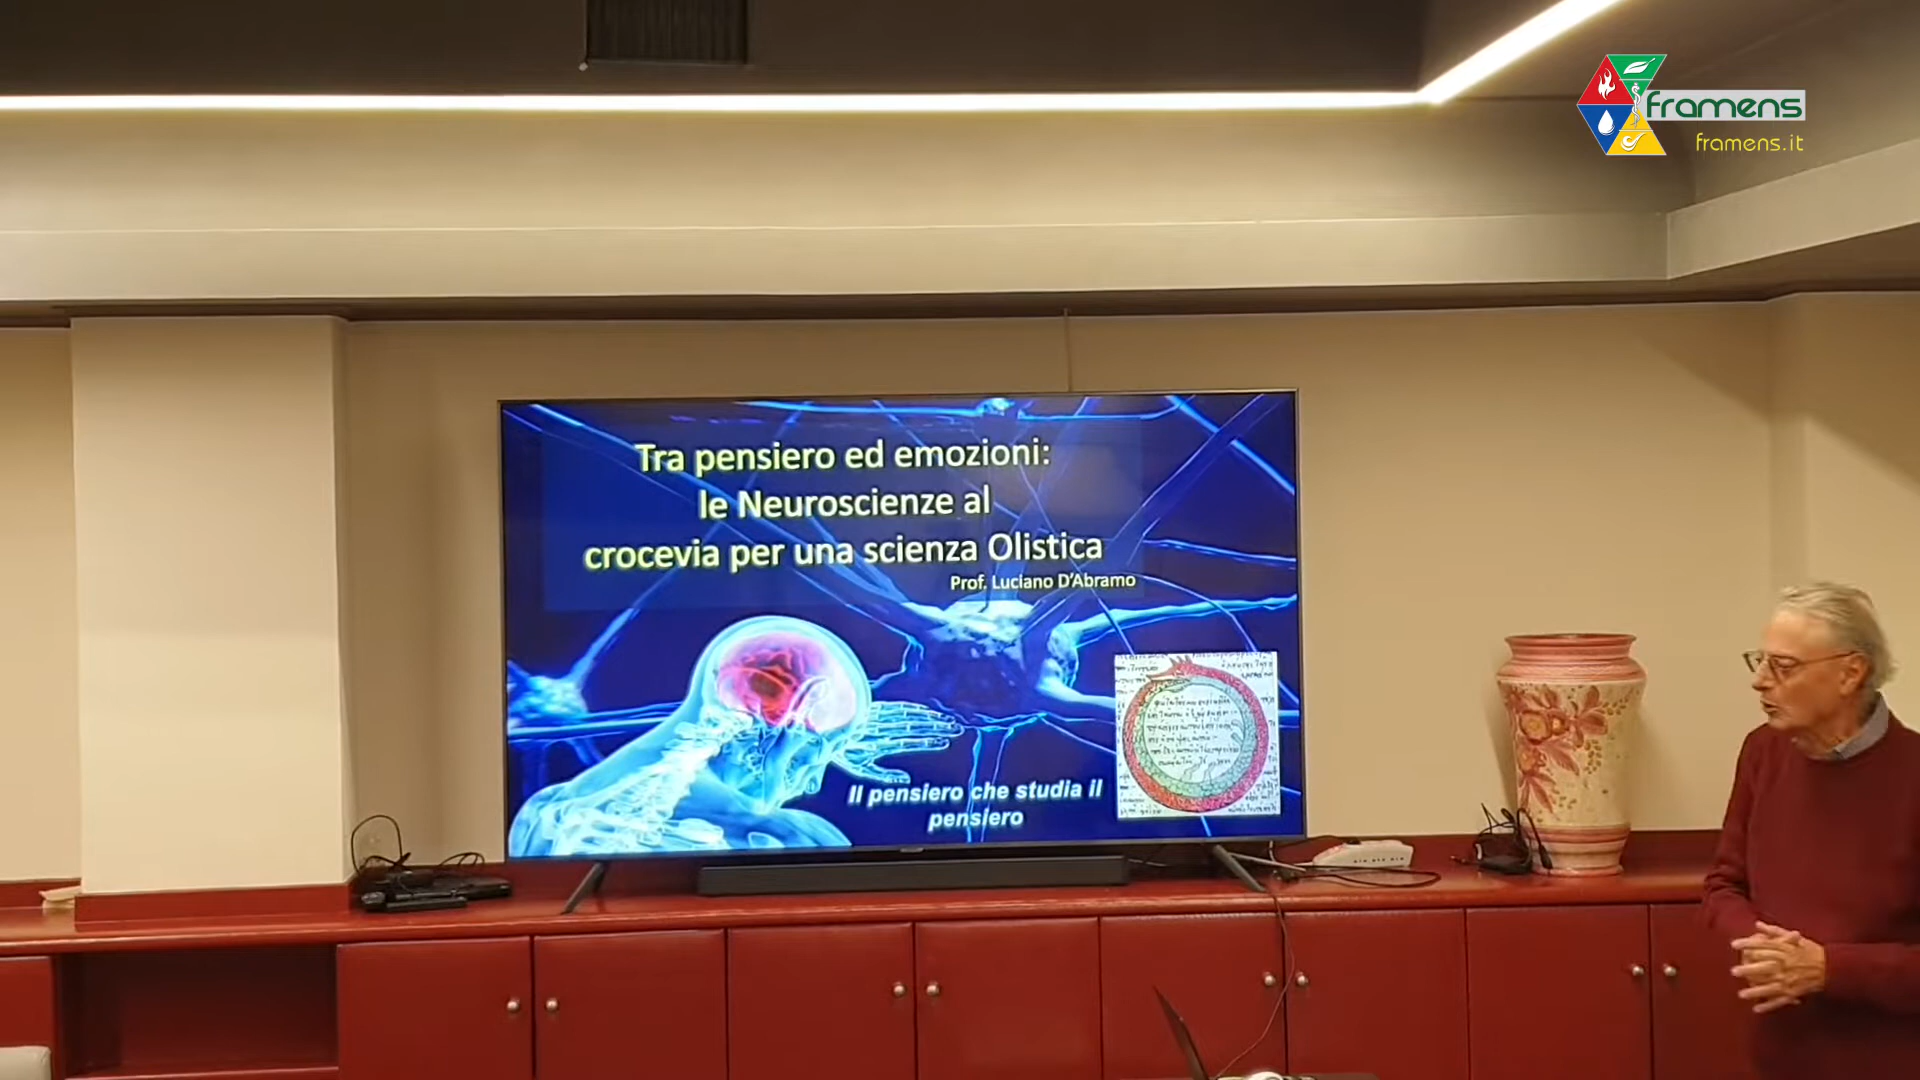 framens
framens.it
Tra pensiero ed emozioni:
le Neuroscienze al
crocevia per una scienza Olistica
Prof. Luciano D'Abramo
Il pensiero che studia il
pensiero